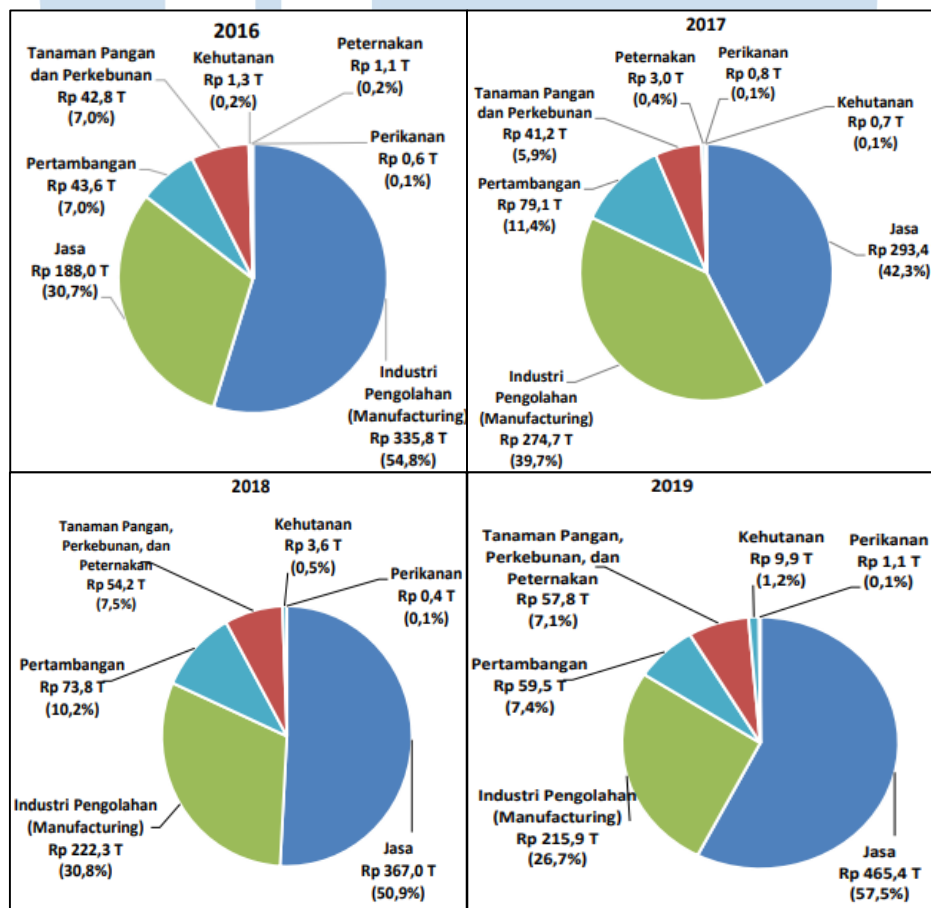 2016
Tanaman Pangan
dan Perkebunan
Rp 42,8 T
(7,0%)
Kehutanan
Rp 1,3 T
(0,2%)
Peternakan
Rp 1,1 T
(0,2%)
Perikanan
Rp 0,6 T
(0,1%)
Pertambangan
Rp 43,6 T
(7,0%)
Jasa
Rp 188,0 T
(30,7%)
Industri
Pengolahan
(Manufacturing)
Rp 335,8 T
(54,8%)
2017
Peternakan
Rp 3,0 T
(0,4%)
Perikanan
Rp 0,8 T
(0,1%)
Kehutanan
Rp 0,7 T
(0,1%)
Tanaman Pangan
dan Perkebunan
Rp 41,2 T
(5,9%)
Pertambangan
Rp 79,1 T
(11,4%)
Jasa
Rp 293,4
(42,3%)
Industri
Pengolahan
(Manufacturing)
Rp 274,7 T
(39,7%)
2018
Tanaman Pangan,
Perkebunan, dan
Peternakan
Rp 54,2 T
(7,5%)
Kehutanan
Rp 3,6 T
(0,5%)
Perikanan
Rp 0,4 T
(0,1%)
Pertambangan
Rp 73,8 T
(10,2%)
Industri Pengolahan
(Manufacturing)
Rp 222,3 T
(30,8%)
Jasa
Rp 367,0 T
(50,9%)
2019
Tanaman Pangan,
Perkebunan, dan
Peternakan
Rp 57,8 T
(7,1%)
Kehutanan
Rp 9,9 T
(1,2%)
Perikanan
Rp 1,1 T
(0,1%)
Pertambangan
Rp 59,5 T
(7,4%)
Industri Pengolahan
(Manufacturing)
Rp 215,9 T
(26,7%)
Jasa
Rp 465,4 T
(57,5%)